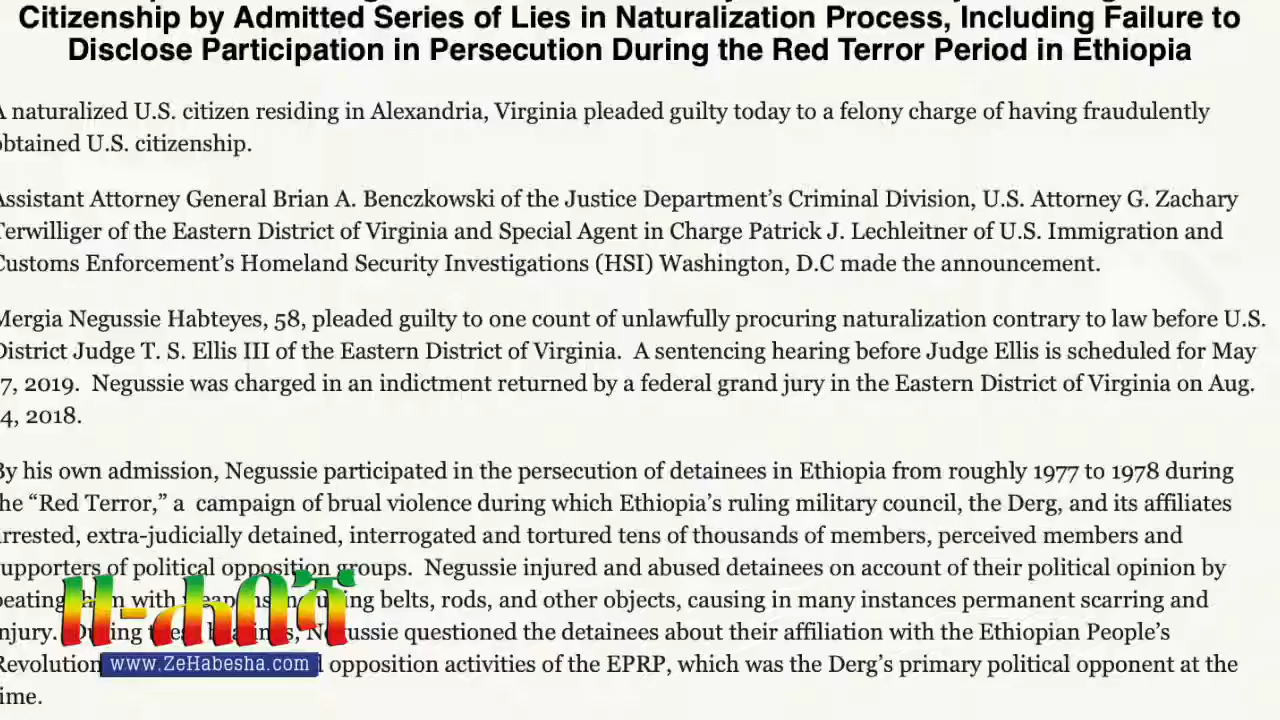 Citizenship by Admitted Series of Lies in Naturalization Process, Including Failure to
Disclose Participation in Persecution During the Red Terror Period in Ethiopia
A naturalized U.S. citizen residing in Alexandria, Virginia pleaded guilty today to a felony charge of having fraudulently
obtained U.S. citizenship.
Assistant Attorney General Brian A. Benczkowski of the Justice Department's Criminal Division, U.S. Attorney G. Zachary
Terwilliger of the Eastern District of Virginia and Special Agent in Charge Patrick J. Lechleitner of U.S. Immigration and
Customs Enforcement's Homeland Security Investigations (HSI) Washington, D.C made the announcement.
Mergia Negussie Habteyes, 58, pleaded guilty to one count of unlawfully procuring naturalization contrary to law before U.S.
District Judge T. S. Ellis III of the Eastern District of Virginia. A sentencing hearing before Judge Ellis is scheduled for May
7, 2019. Negussie was charged in an indictment returned by a federal grand jury in the Eastern District of Virginia on Aug.
4, 2018.
By his own admission, Negussie participated in the persecution of detainees in Ethiopia from roughly 1977 to 1978 during
the “Red Terror,” a campaign of brual violence during which Ethiopia's ruling military council, the Derg, and its affiliates
arrested, extra-judicially detained, interrogated and tortured tens of thousands of members, perceived members and
supporters of political opposition groups. Negussie injured and abused detainees on account of their political opinion by
beating with belts, rods, and other objects, causing in many instances permanent scarring and
injury. Negussie questioned the detainees about their affiliation with the Ethiopian People's
opposition activities of the EPRP, which was the Derg's primary political opponent at the
time.
ዘ-ሐበሻ
www.ZeHabesha.com